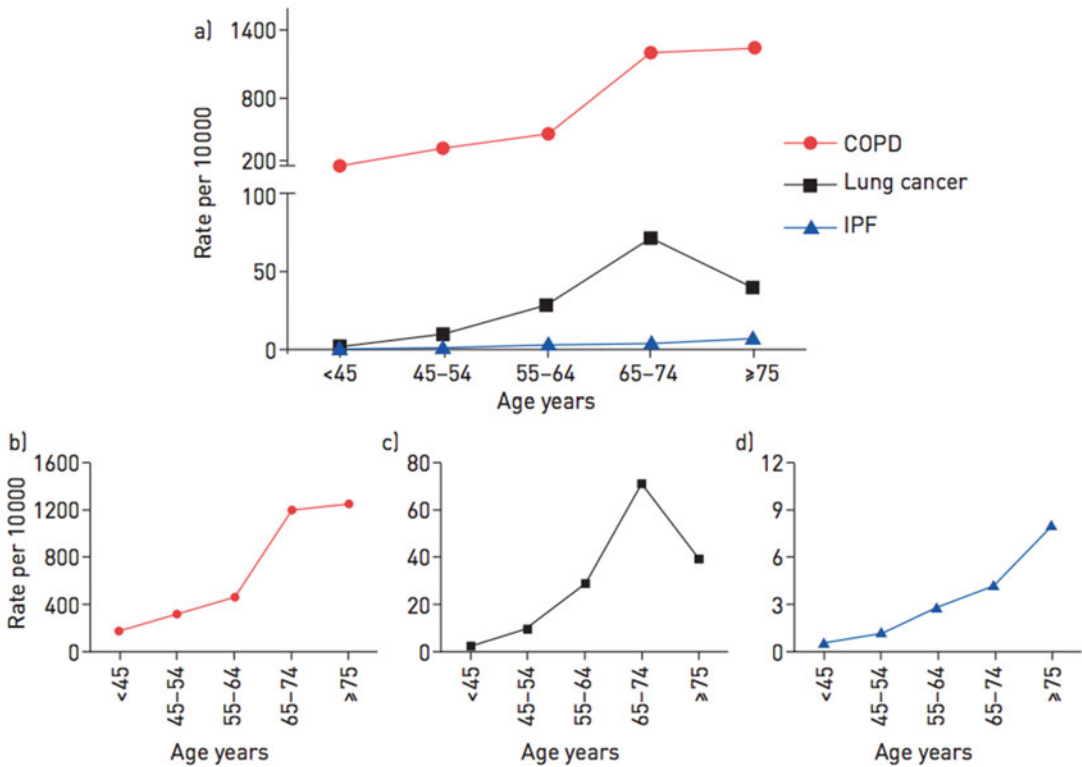 a)
1400
800
200
100
50
0
Rate per 10000
<45 45–54 55–64 65–74 ⩾75
Age years
COPD
Lung cancer
IPF
b)
1600
1200
800
400
0
Rate per 10000
<45 45–54 55–64 65–74 ⩾75
Age years
c)
80
60
40
20
0
<45 45–54 55–64 65–74 ⩾75
Age years
d)
12
9
6
3
0
<45 45–54 55–64 65–74 ⩾75
Age years